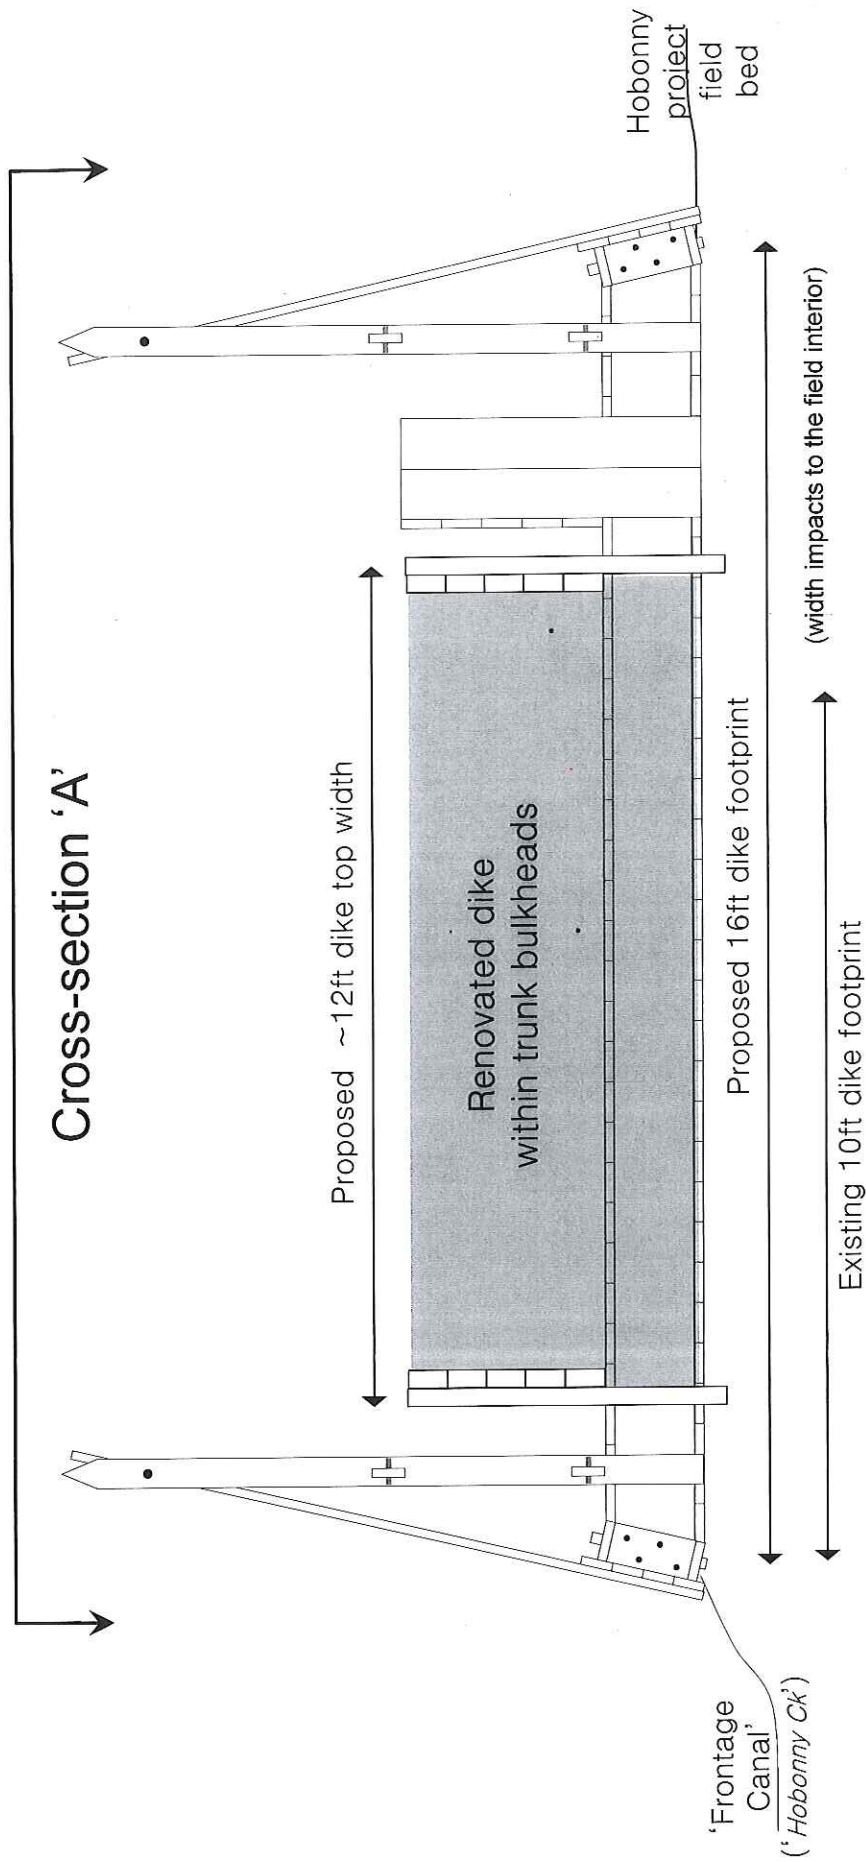 Cross-section ‘A’
Proposed ~12ft dike top width
Renovated dike
within trunk bulkheads
Hobonny
project
field
bed
‘Frontage
Canal’
(‘Hobonny Ck’)
Proposed 16ft dike footprint
(width impacts to the field interior)
Existing 10ft dike footprint